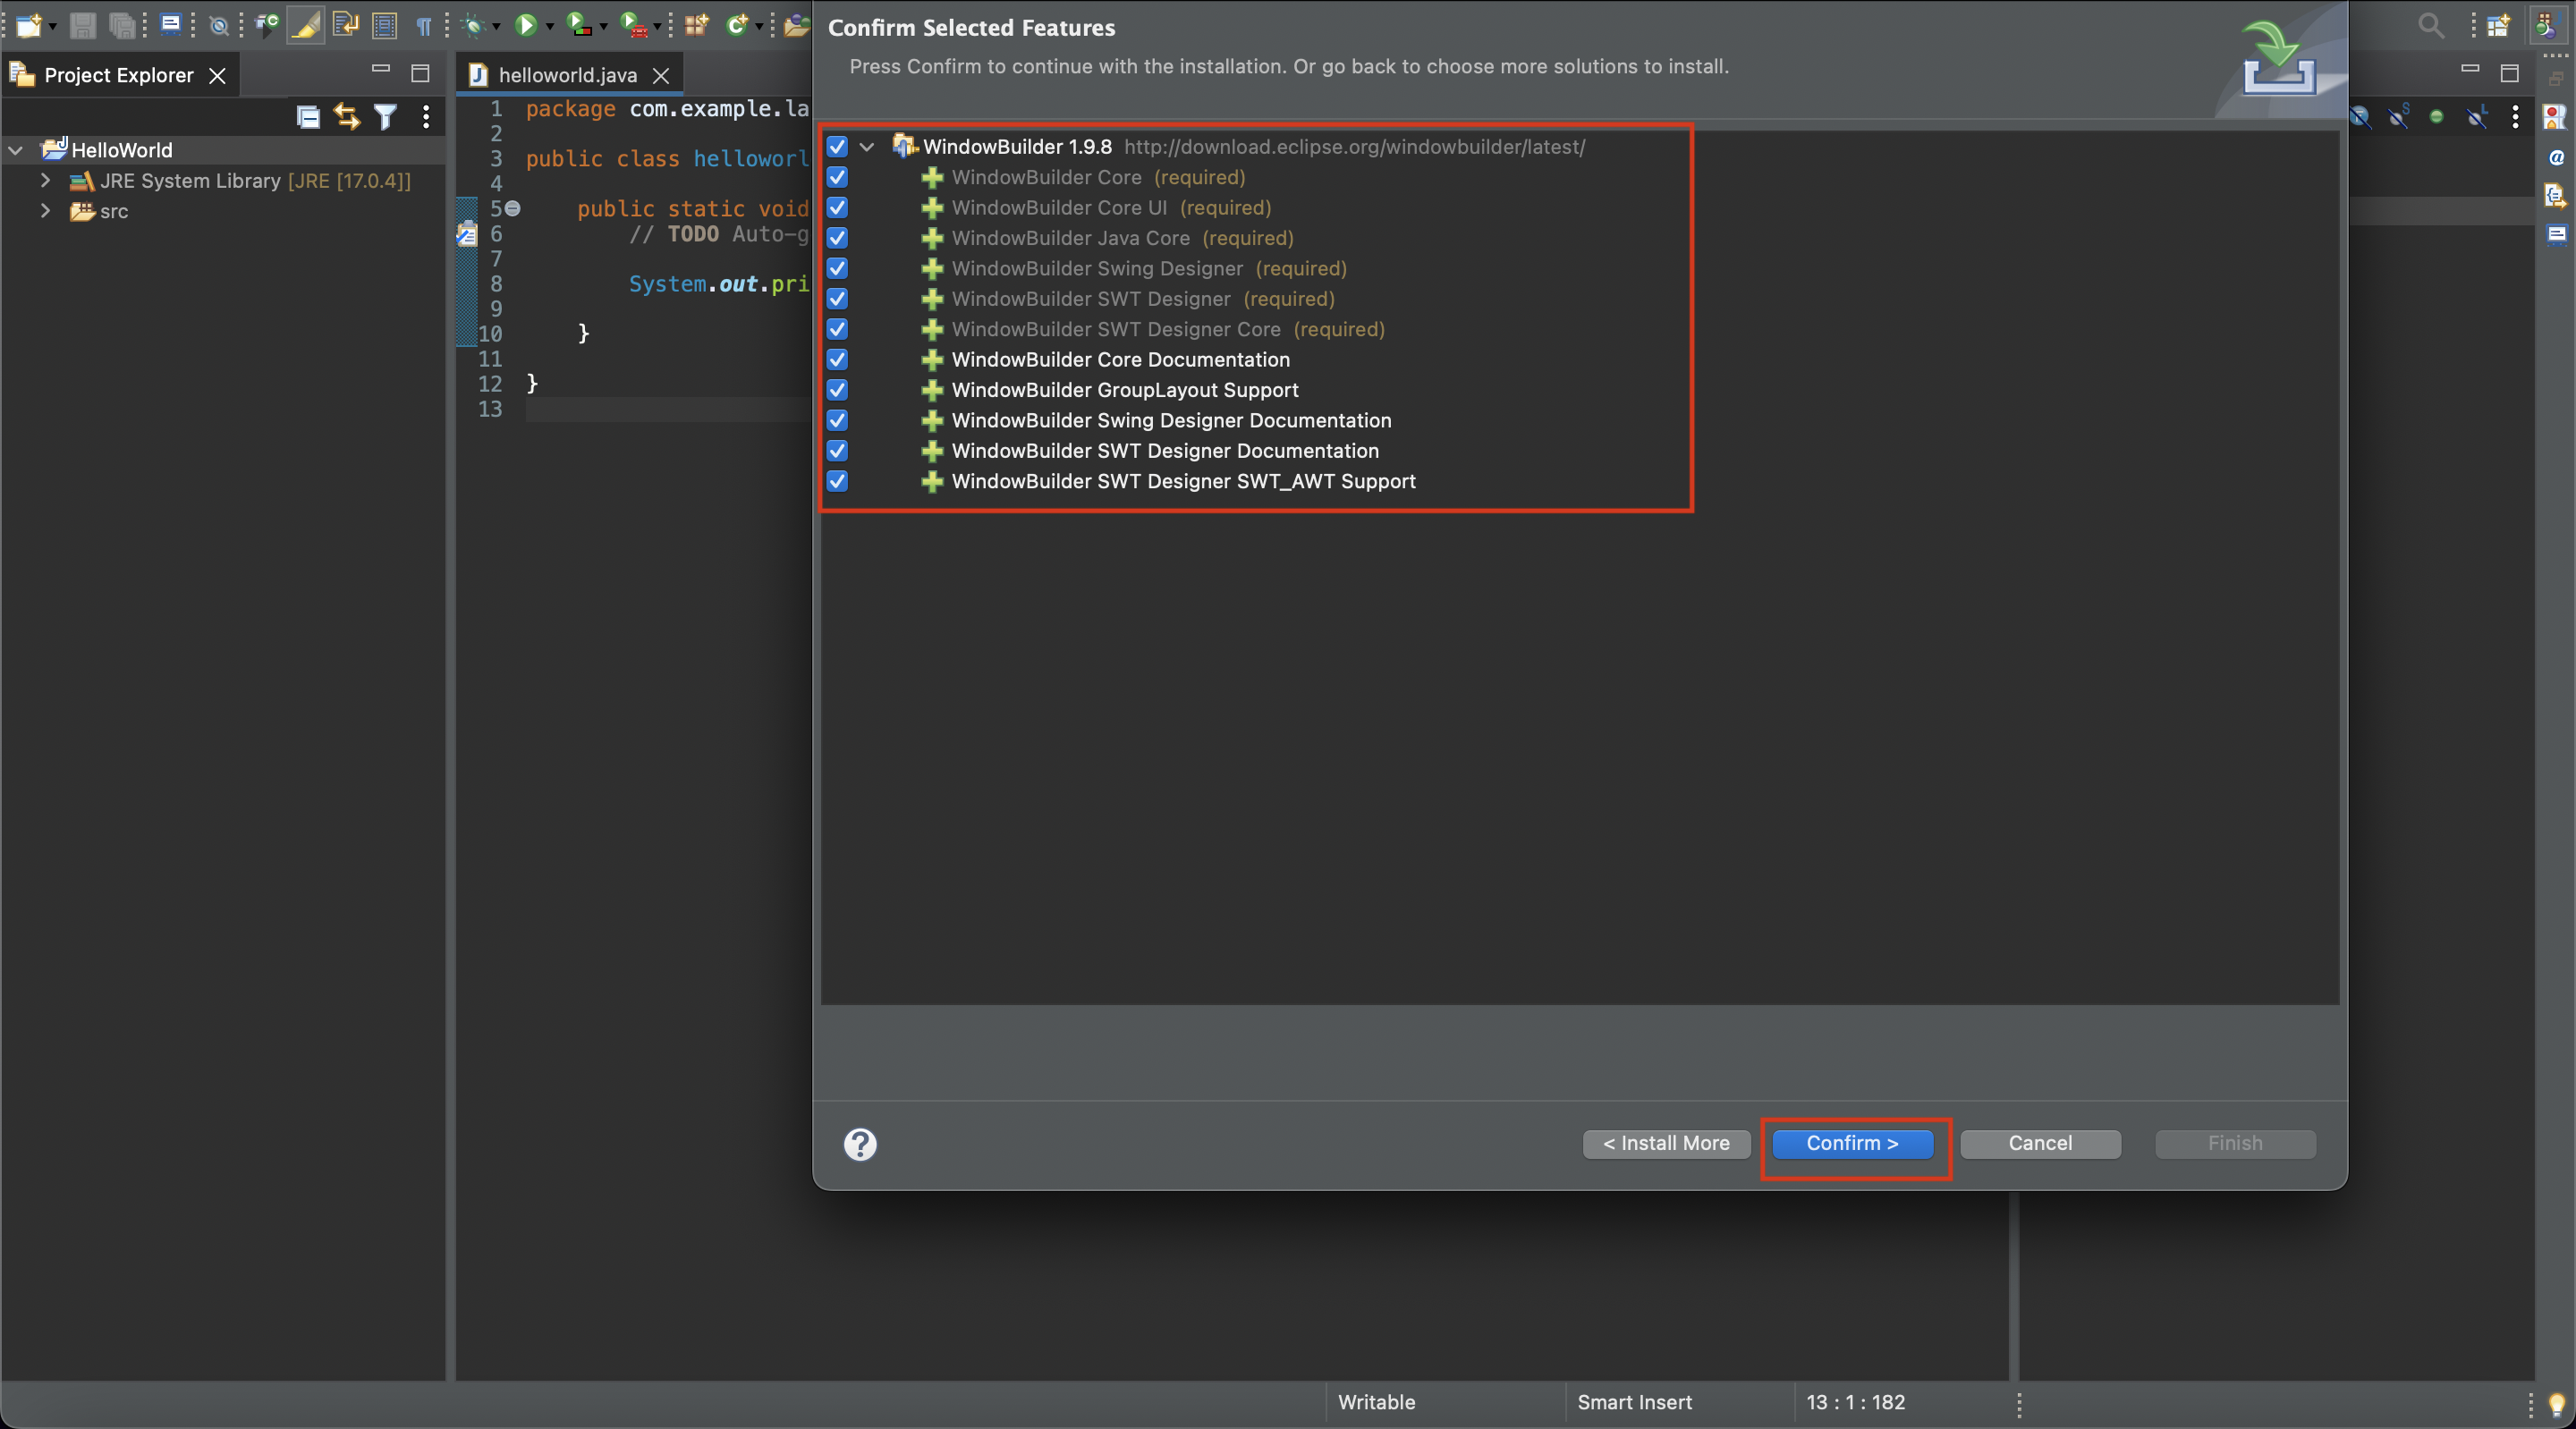 Project Explorer
HelloWorld
JRE System Library [JRE [17.0.4]]
src
helloworld.java
1 package com.example.la
2
3 public class helloworl
4
5 public static void
6 // TODO Auto-g
7
8 System.out.pri
9
10 }
11
12 }
13
Confirm Selected Features
Press Confirm to continue with the installation. Or go back to choose more solutions to install.
WindowBuilder 1.9.8 http://download.eclipse.org/windowbuilder/latest/
WindowBuilder Core (required)
WindowBuilder Core UI (required)
WindowBuilder Java Core (required)
WindowBuilder Swing Designer (required)
WindowBuilder SWT Designer (required)
WindowBuilder SWT Designer Core (required)
WindowBuilder Core Documentation
WindowBuilder GroupLayout Support
WindowBuilder Swing Designer Documentation
WindowBuilder SWT Designer Documentation
WindowBuilder SWT Designer SWT_AWT Support
?
< Install More
Confirm >
Cancel
Finish
Writable
Smart Insert
13 : 1 : 182